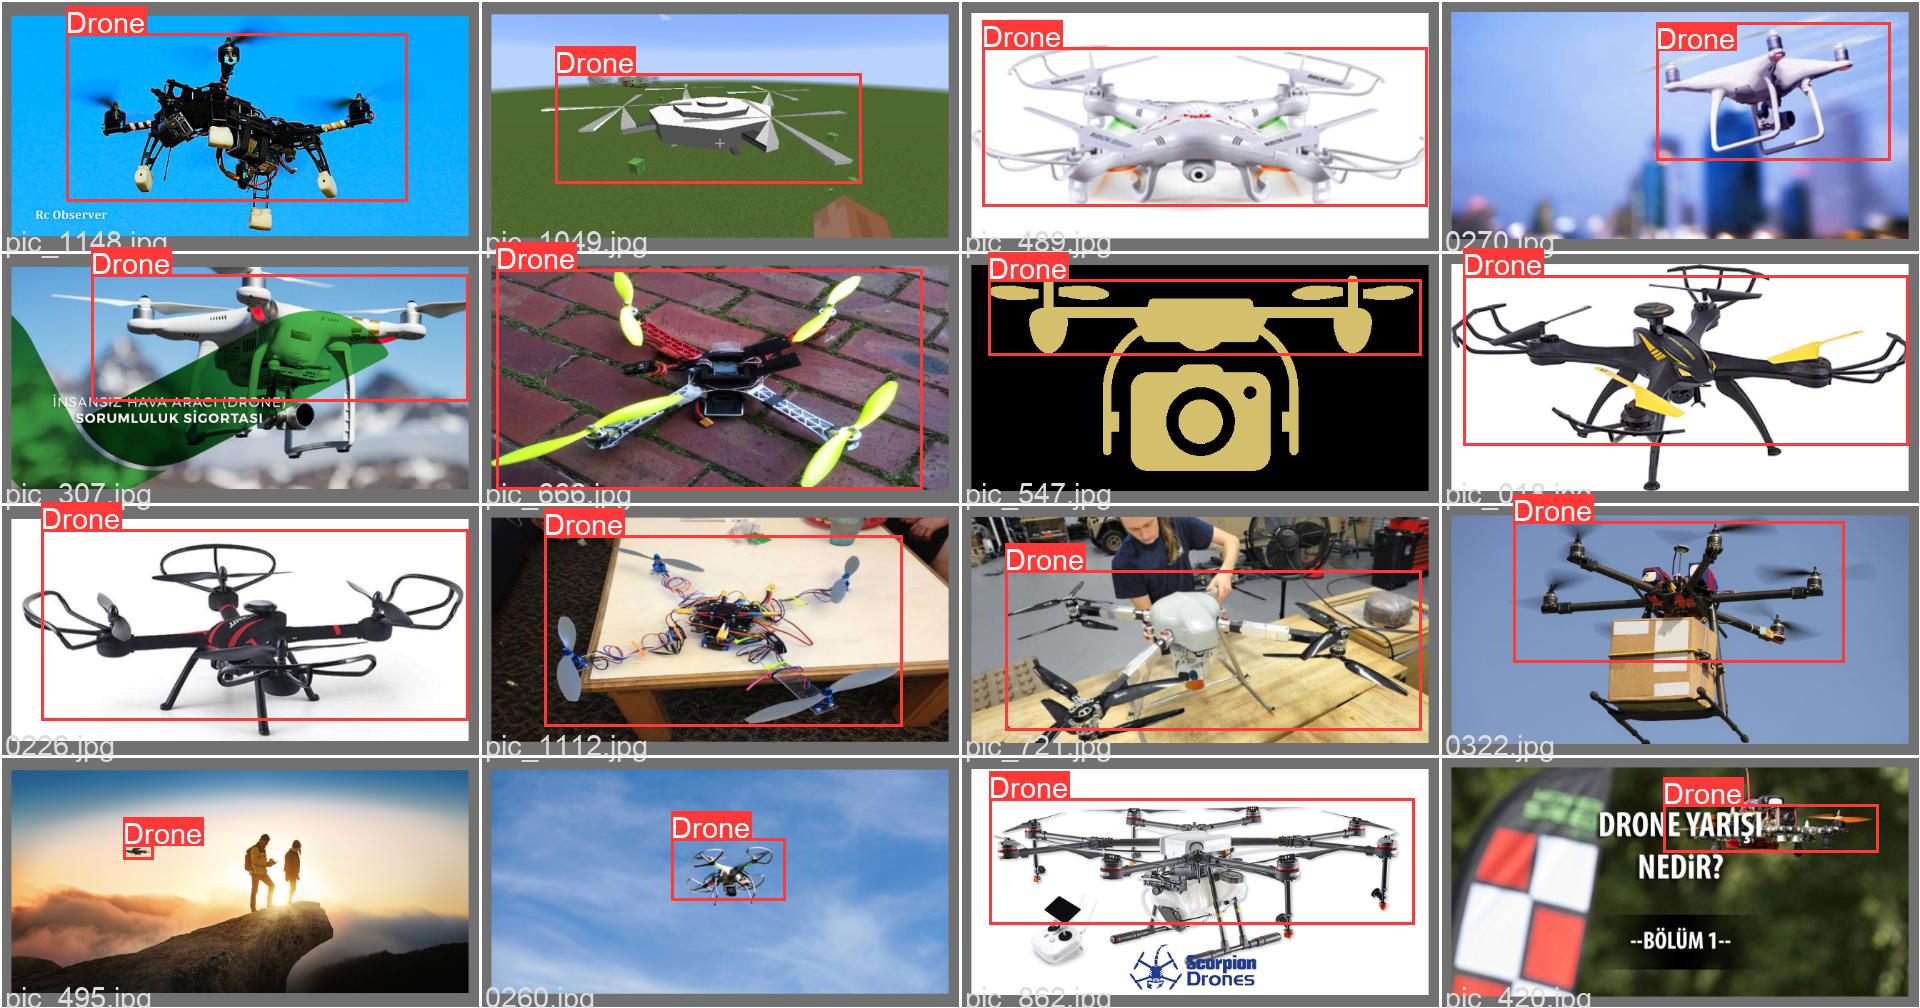 Drone
Drone
Drone
Drone
Rc Observer
pic_1148.jpg
pic_1049.jpg
pic_489.jpg
0270.jpg
Drone
Drone
Drone
Drone
İNSANSIZ HAVA ARACI (DRONE)
SORUMLULUK SİGORTASI
pic_307.jpg
pic_666.jpg
pic_547.jpg
Drone
Drone
Drone
Drone
0226.jpg
pic_1112.jpg
pic_721.jpg
0322.jpg
Drone
Drone
Drone
Drone
DRONE YARIŞI
NEDİR?
--BÖLÜM 1--
Scorpion
Drones
pic_495.jpg
0260.jpg
pic_862.jpg
pic_420.jpg